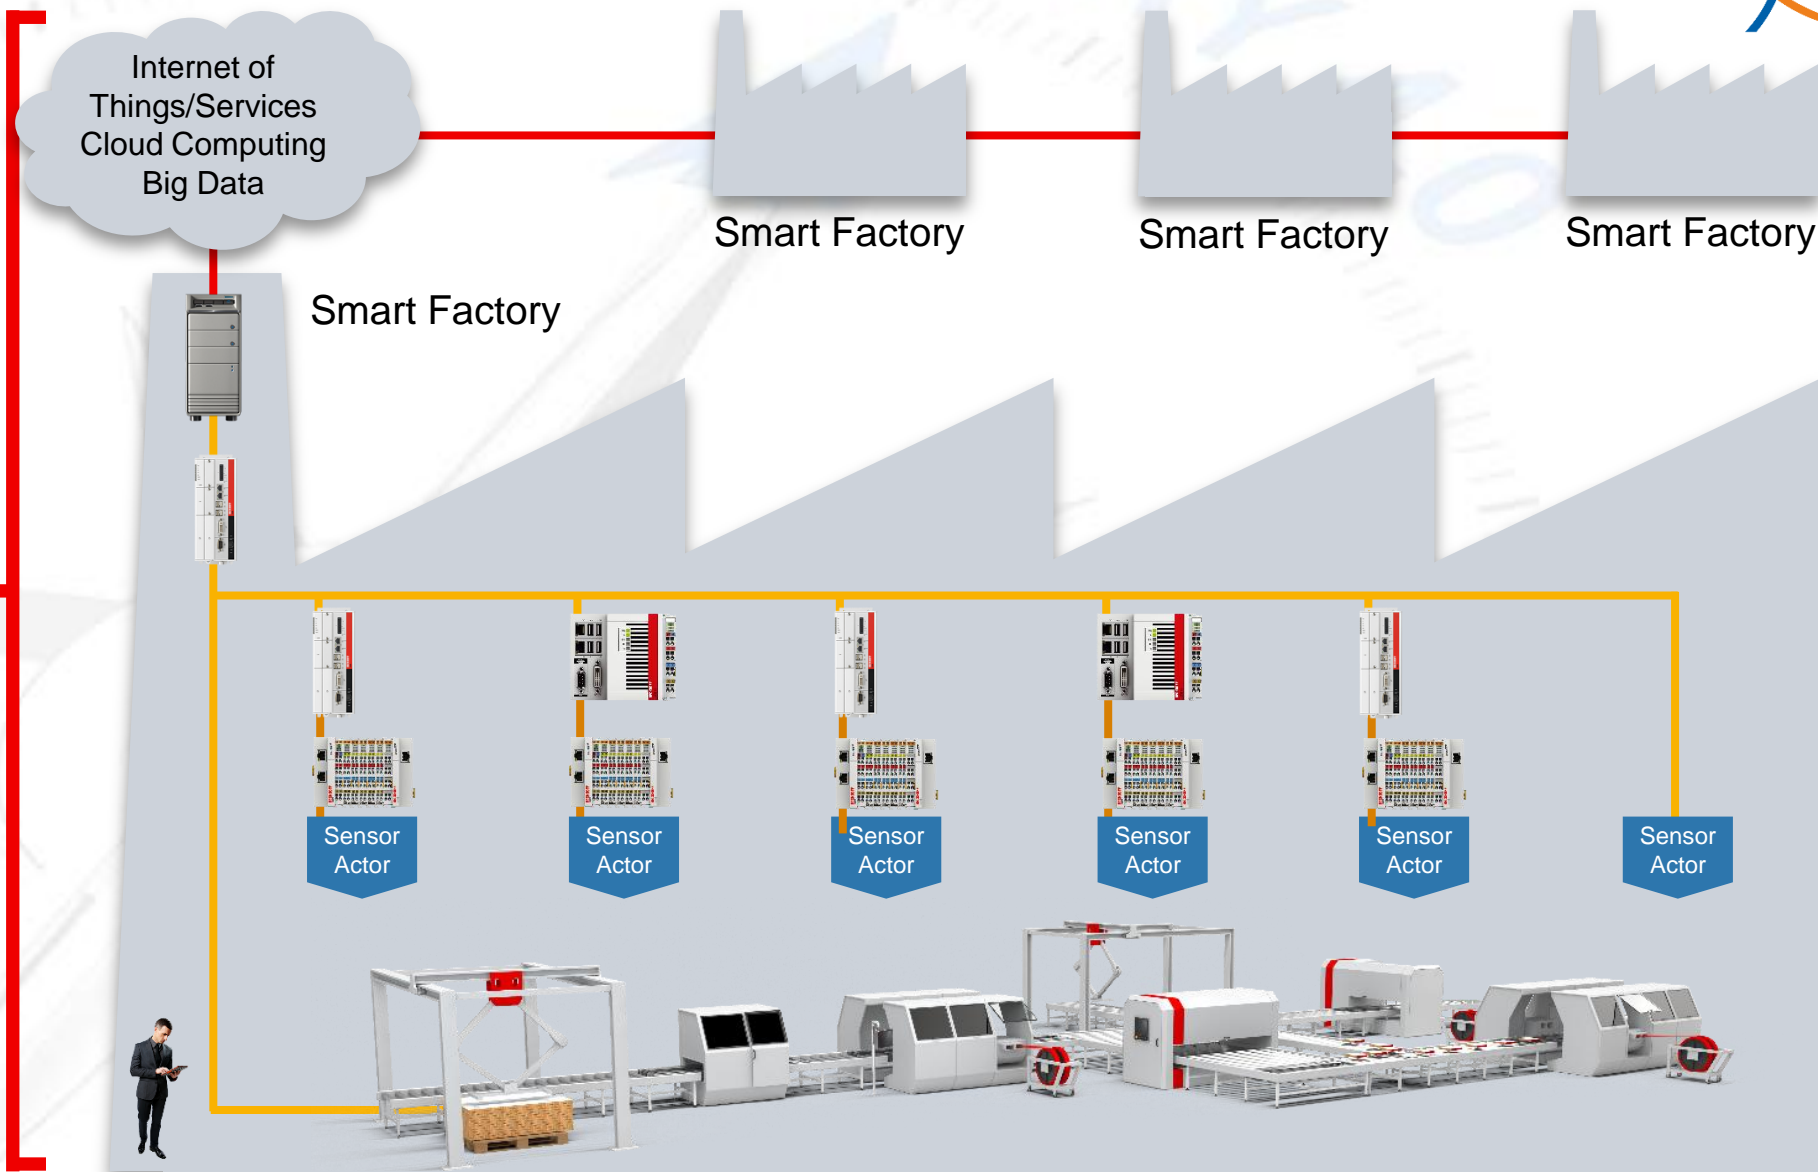 Internet of
Things/Services
Cloud Computing
Big Data
Smart Factory
Smart Factory
Smart Factory
Smart Factory
Sensor
Actor
Sensor
Actor
Sensor
Actor
Sensor
Actor
Sensor
Actor
Sensor
Actor